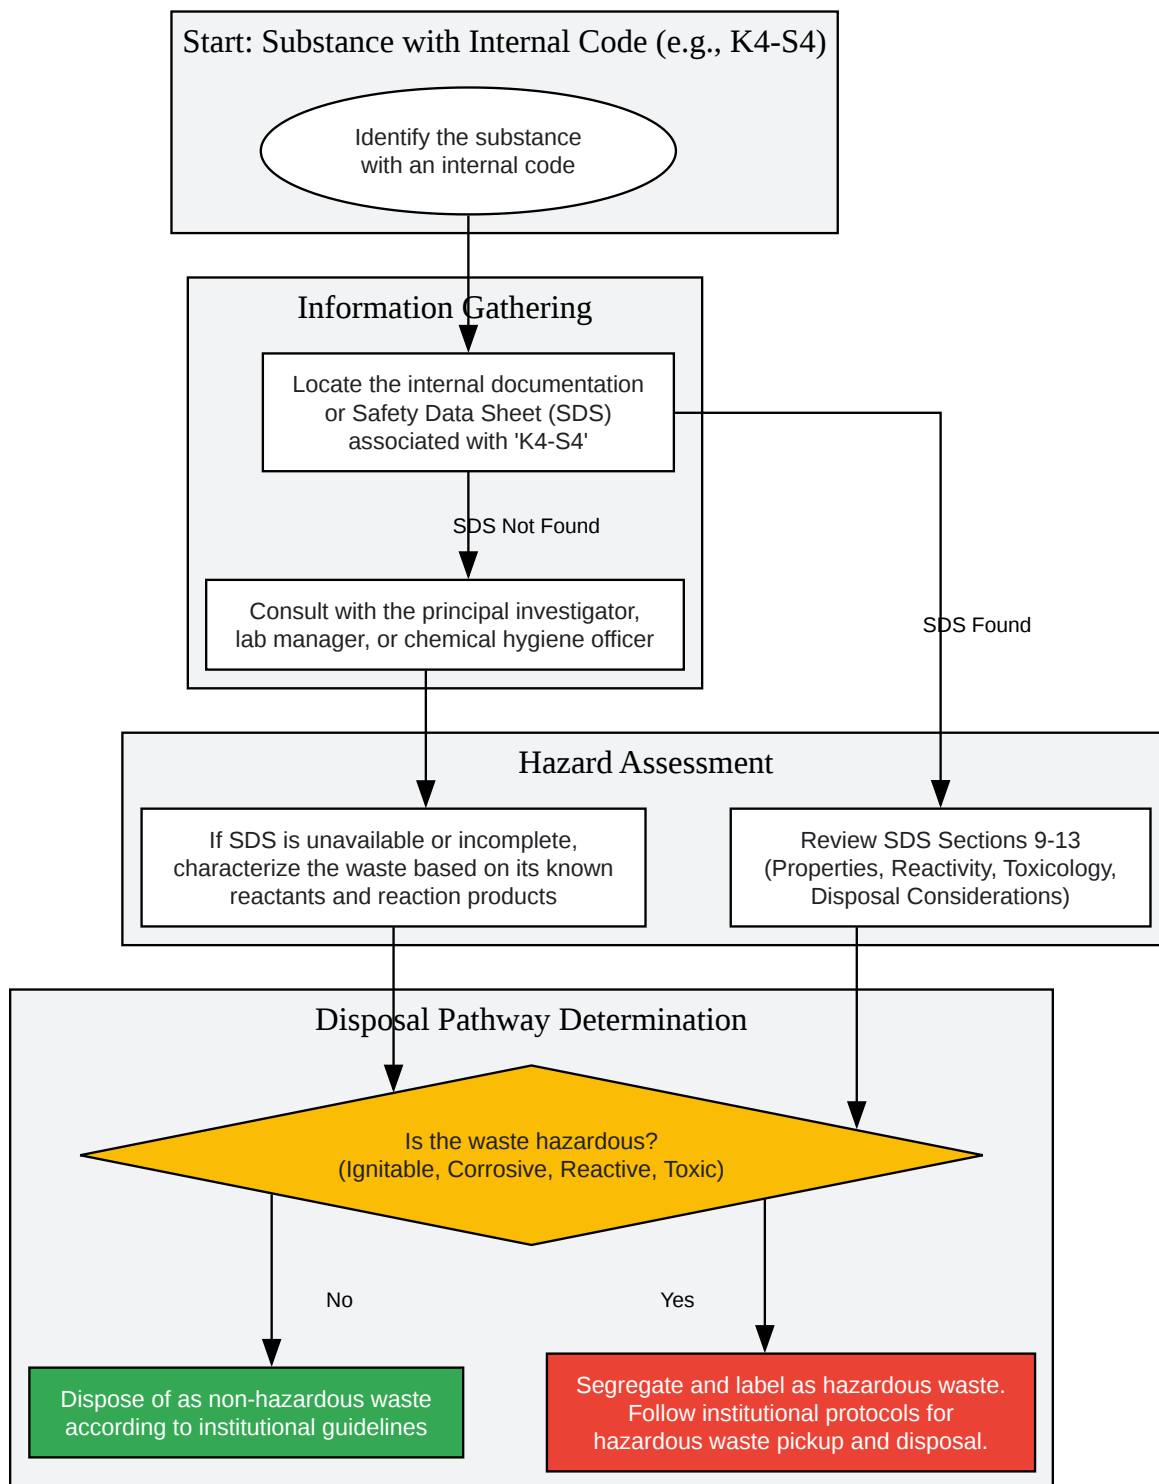 Start: Substance with Internal Code (e.g., K4-S4)
Identify the substance
with an internal code
Information Gathering
Locate the internal documentation
or Safety Data Sheet (SDS)
associated with 'K4-S4'
SDS Not Found
Consult with the principal investigator,
lab manager, or chemical hygiene officer
SDS Found
Hazard Assessment
If SDS is unavailable or incomplete,
characterize the waste based on its known
reactants and reaction products
Review SDS Sections 9-13
(Properties, Reactivity, Toxicology,
Disposal Considerations)
Disposal Pathway Determination
Is the waste hazardous?
(Ignitable, Corrosive, Reactive, Toxic)
No
Yes
Dispose of as non-hazardous waste
according to institutional guidelines
Segregate and label as hazardous waste.
Follow institutional protocols for
hazardous waste pickup and disposal.